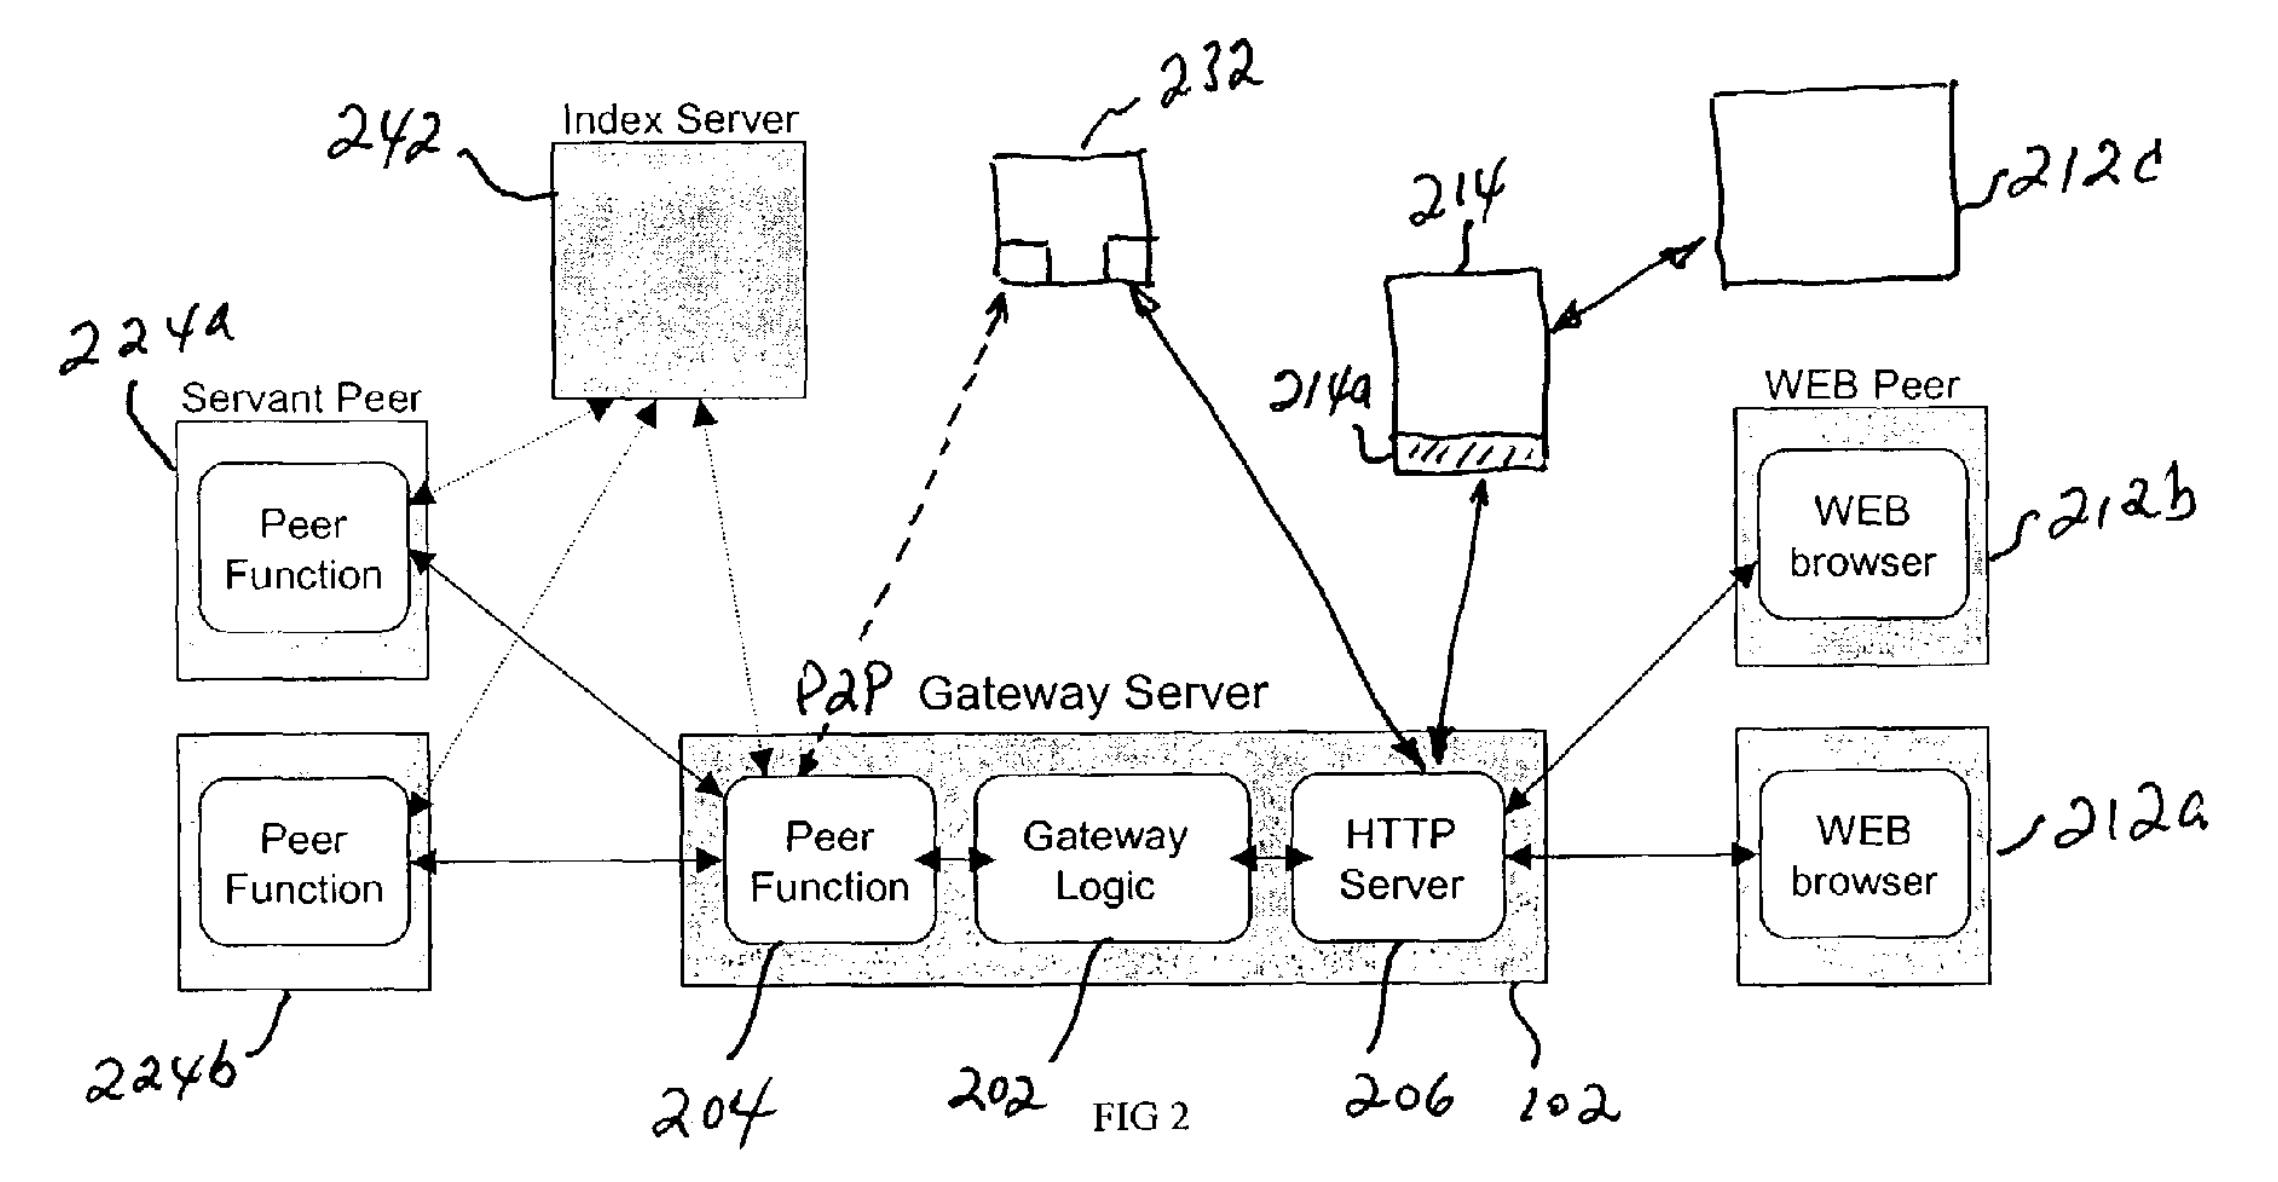 232
Index Server
242
212c
214
224a
Servant Peer
214a
WEB Peer
Peer
Function
WEB
browser
212b
P2P Gateway Server
Peer
Function
Peer
Function
Gateway
Logic
HTTP
Server
WEB
browser
212a
224b
204
202
206
102
FIG 2